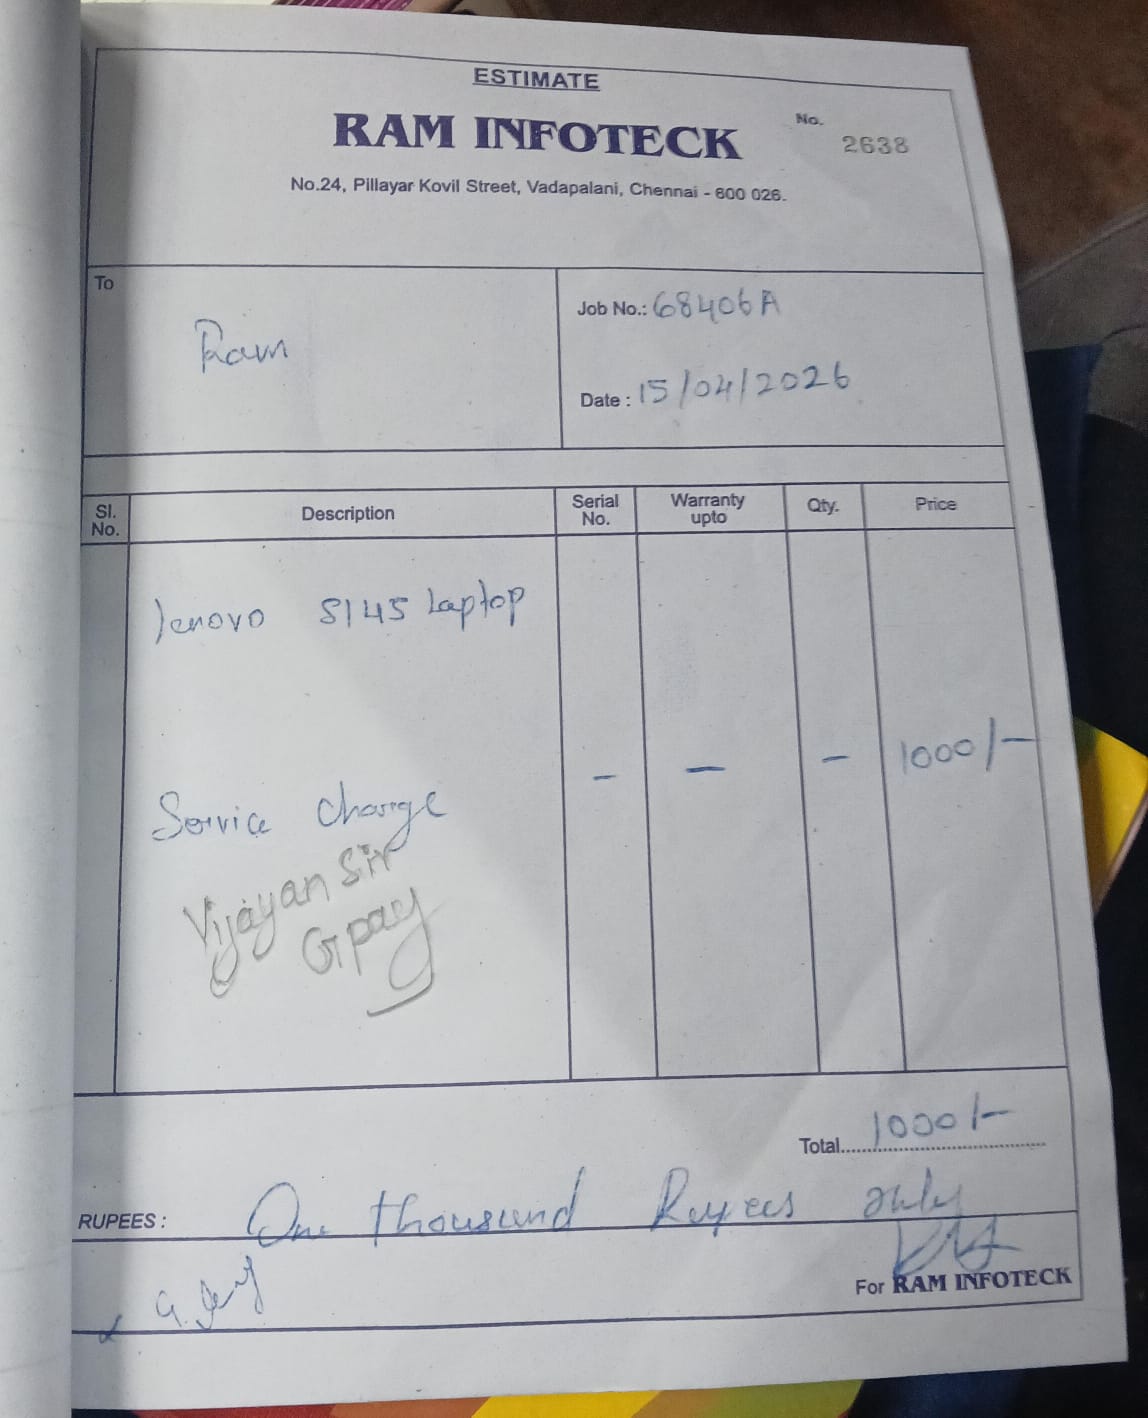 ESTIMATE
RAM INFOTECK
No.
2638
No.24, Pillayar Kovil Street, Vadapalani, Chennai - 600 026.
To
Ram
Job No.: 68406A
Date : 15/04/2026
Sl. No. Description Serial No. Warranty upto Qty. Price
lenovo S145 Laptop
Service Charge - - - 1000/-
Vijayan Sir
Gpay
Total 1000/-
RUPEES : One thousund Rupees only
For RAM INFOTECK